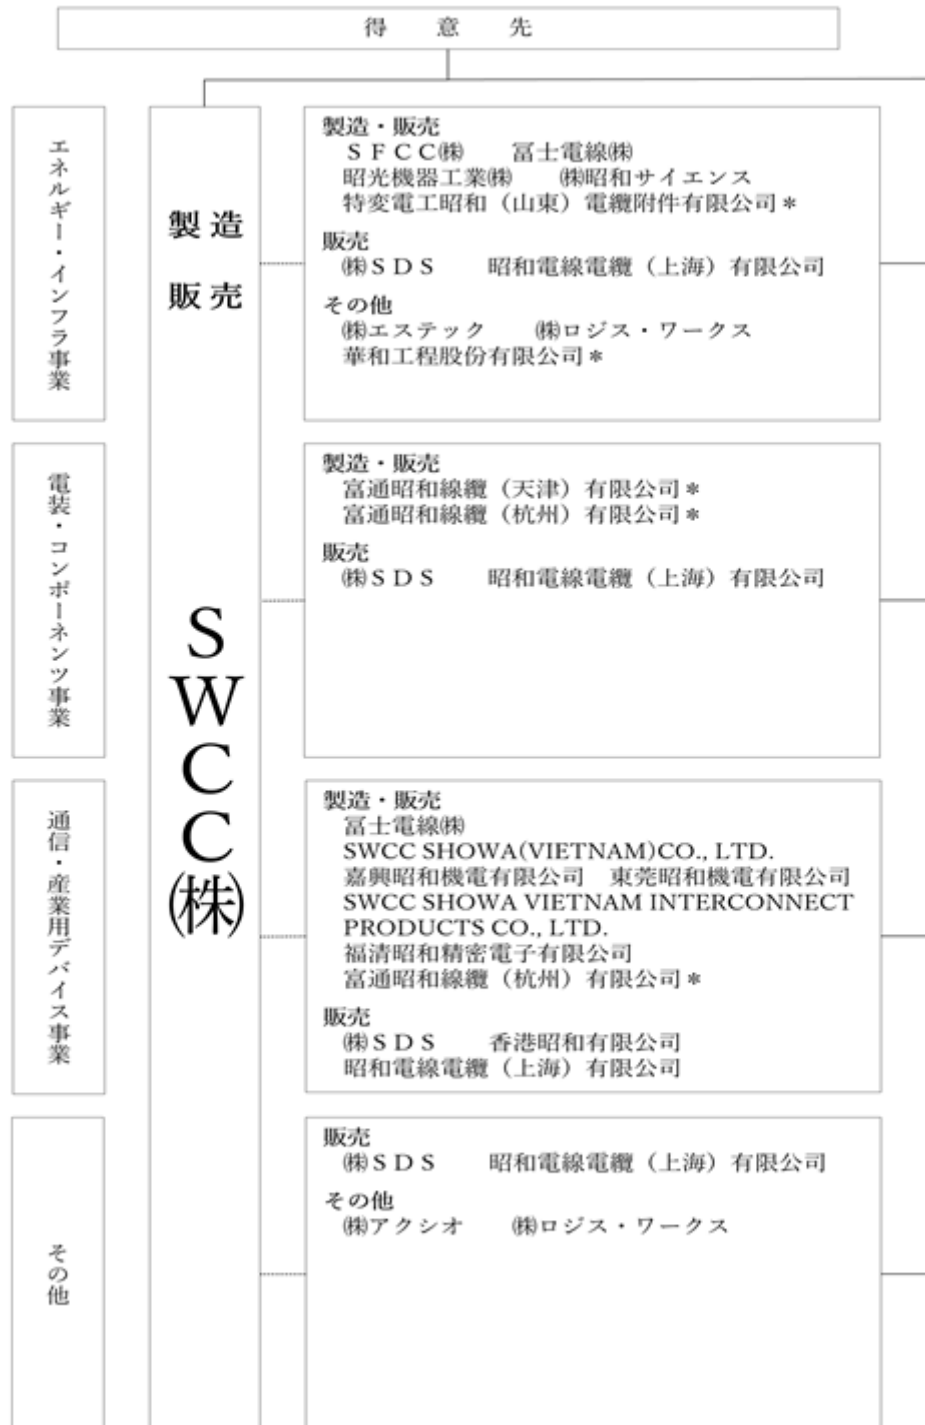 得意先
エネルギー・インフラ事業
製造
販売
SWCC㈱
製造・販売
ＳＦＣＣ㈱　　冨士電線㈱
昭光機器工業㈱　　㈱昭和サイエンス
特変電工昭和（山東）電纜附件有限公司＊
販売
㈱ＳＤＳ　　昭和電線電纜（上海）有限公司
その他
㈱エステック　　㈱ロジス・ワークス
華和工程股份有限公司＊
電装・コンポーネンツ事業
製造・販売
富通昭和線纜（天津）有限公司＊
富通昭和線纜（杭州）有限公司＊
販売
㈱ＳＤＳ　　昭和電線電纜（上海）有限公司
通信・産業用デバイス事業
製造・販売
冨士電線㈱
SWCC SHOWA(VIETNAM)CO., LTD.
嘉興昭和機電有限公司　東莞昭和機電有限公司
SWCC SHOWA VIETNAM INTERCONNECT
PRODUCTS CO., LTD.
福清昭和精密電子有限公司
富通昭和線纜（杭州）有限公司＊
販売
㈱ＳＤＳ　　香港昭和有限公司
昭和電線電纜（上海）有限公司
その他
販売
㈱ＳＤＳ　　昭和電線電纜（上海）有限公司
その他
㈱アクシオ　　㈱ロジス・ワークス